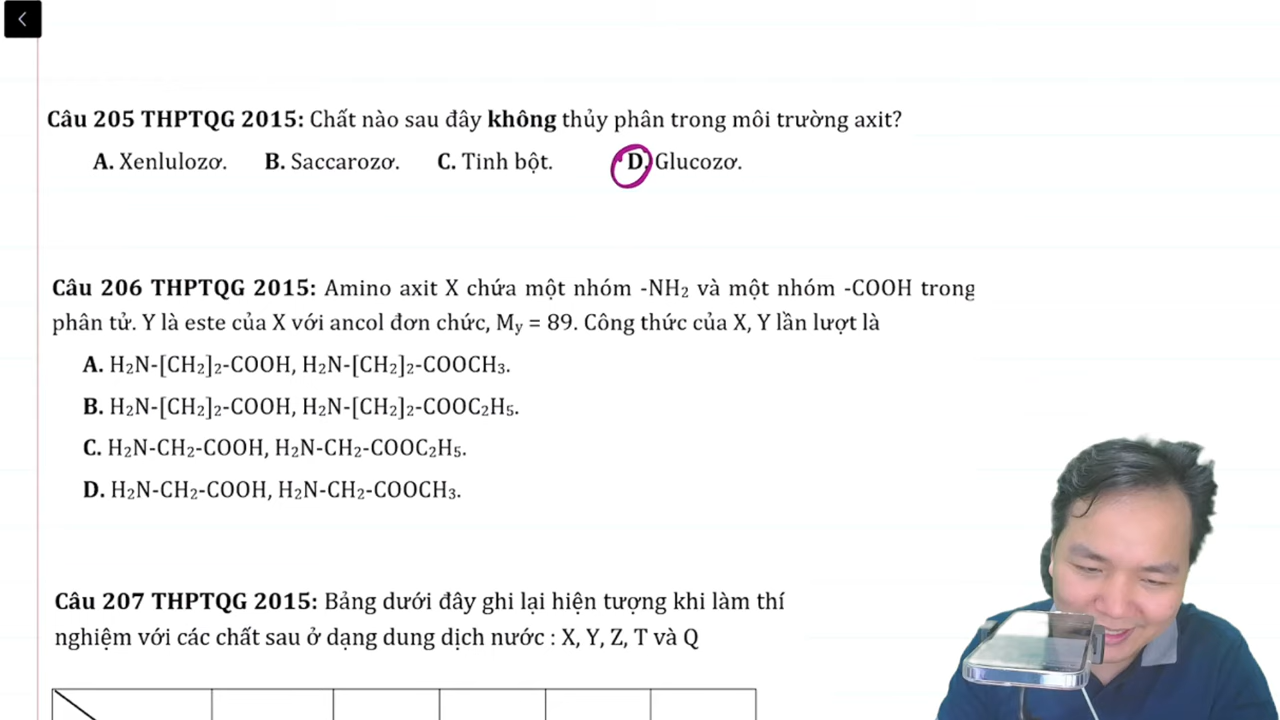 Câu 205 THPTQG 2015: Chất nào sau đây không thủy phân trong môi trường axit?
A. Xenlulozơ. B. Saccarozơ. C. Tinh bột. D. Glucozơ.
Câu 206 THPTQG 2015: Amino axit X chứa một nhóm -NH₂ và một nhóm -COOH trong
phân tử. Y là este của X với ancol đơn chức, My = 89. Công thức của X, Y lần lượt là
A. H₂N-[CH₂]₂-COOH, H₂N-[CH₂]₂-COOCH₃.
B. H₂N-[CH₂]₂-COOH, H₂N-[CH₂]₂-COOC₂H₅.
C. H₂N-CH₂-COOH, H₂N-CH₂-COOC₂H₅.
D. H₂N-CH₂-COOH, H₂N-CH₂-COOCH₃.
Câu 207 THPTQG 2015: Bảng dưới đây ghi lại hiện tượng khi làm thí
nghiệm với các chất sau ở dạng dung dịch nước : X, Y, Z, T và Q